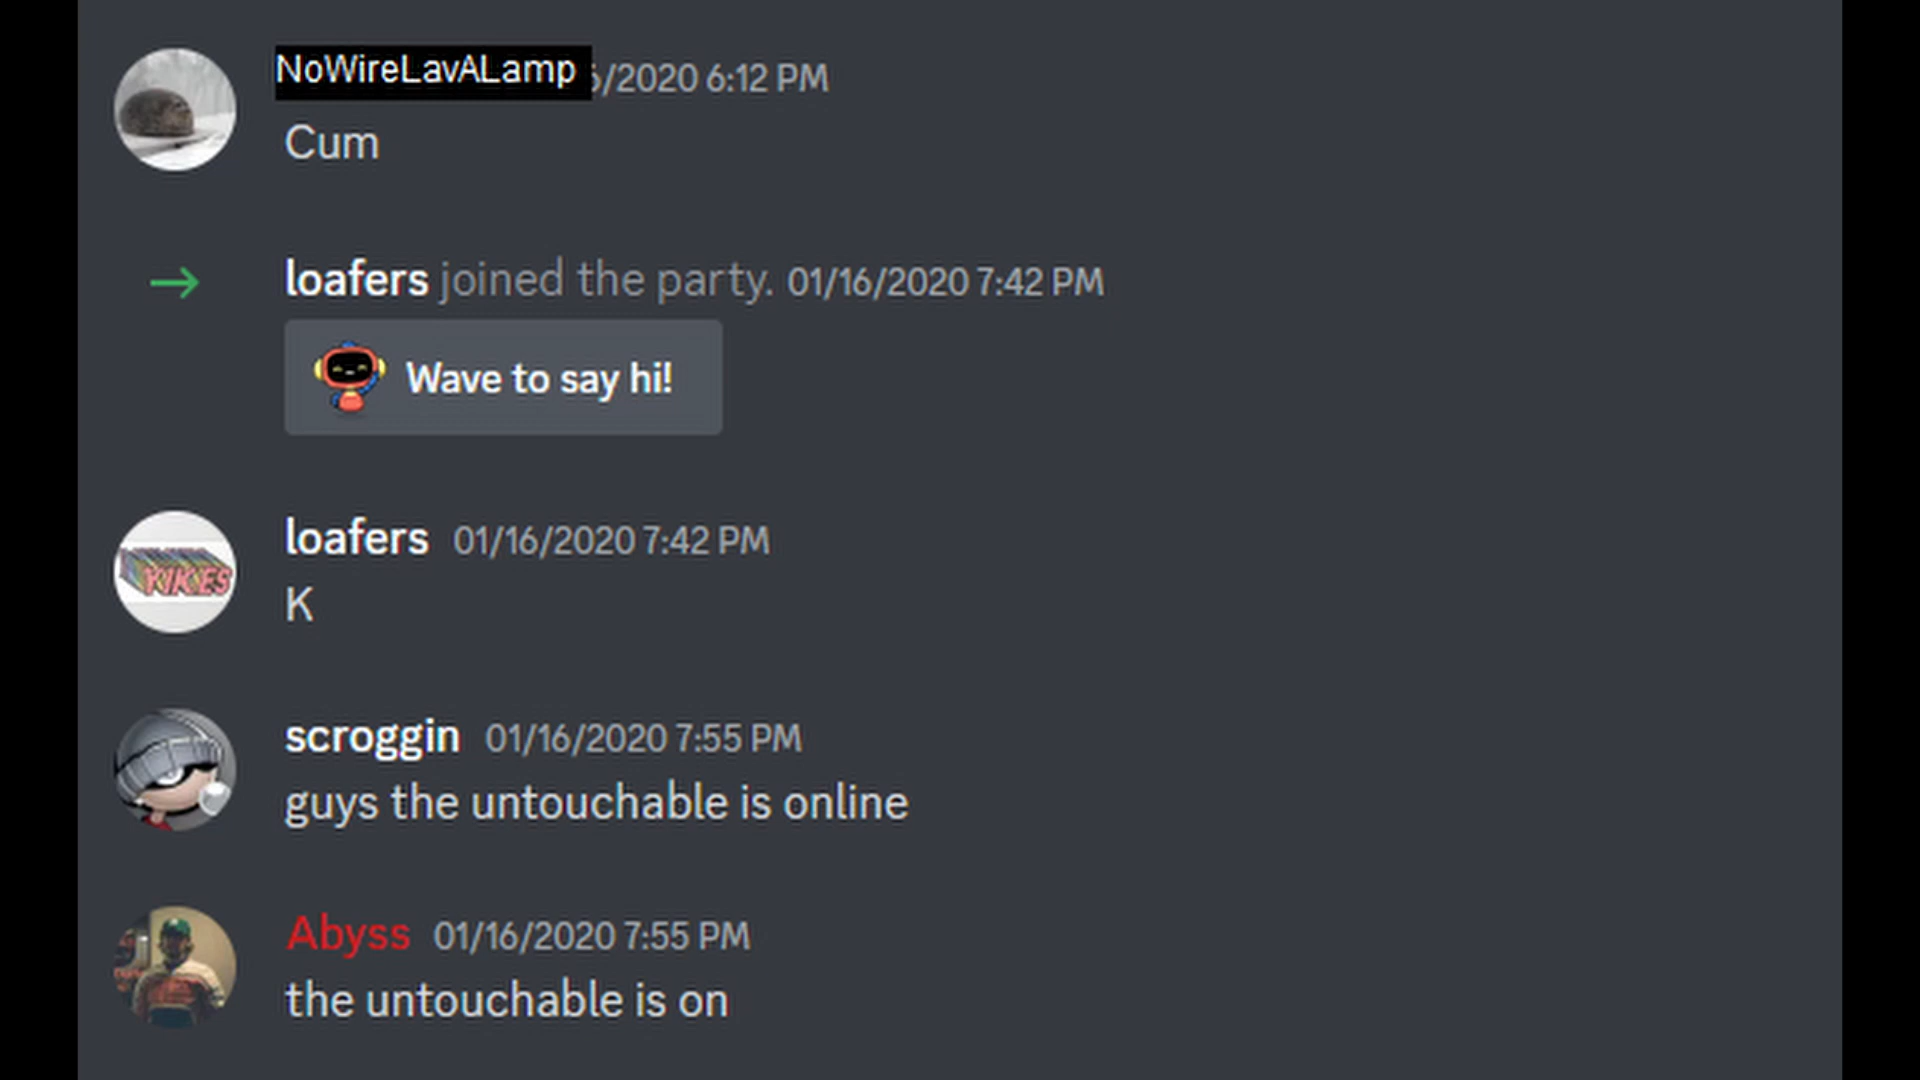 NoWireLavALamp 6/2020 6:12 PM
Cum
loafers joined the party. 01/16/2020 7:42 PM
Wave to say hi!
loafers 01/16/2020 7:42 PM
YIKES
K
scroggin 01/16/2020 7:55 PM
guys the untouchable is online
Abyss 01/16/2020 7:55 PM
the untouchable is on